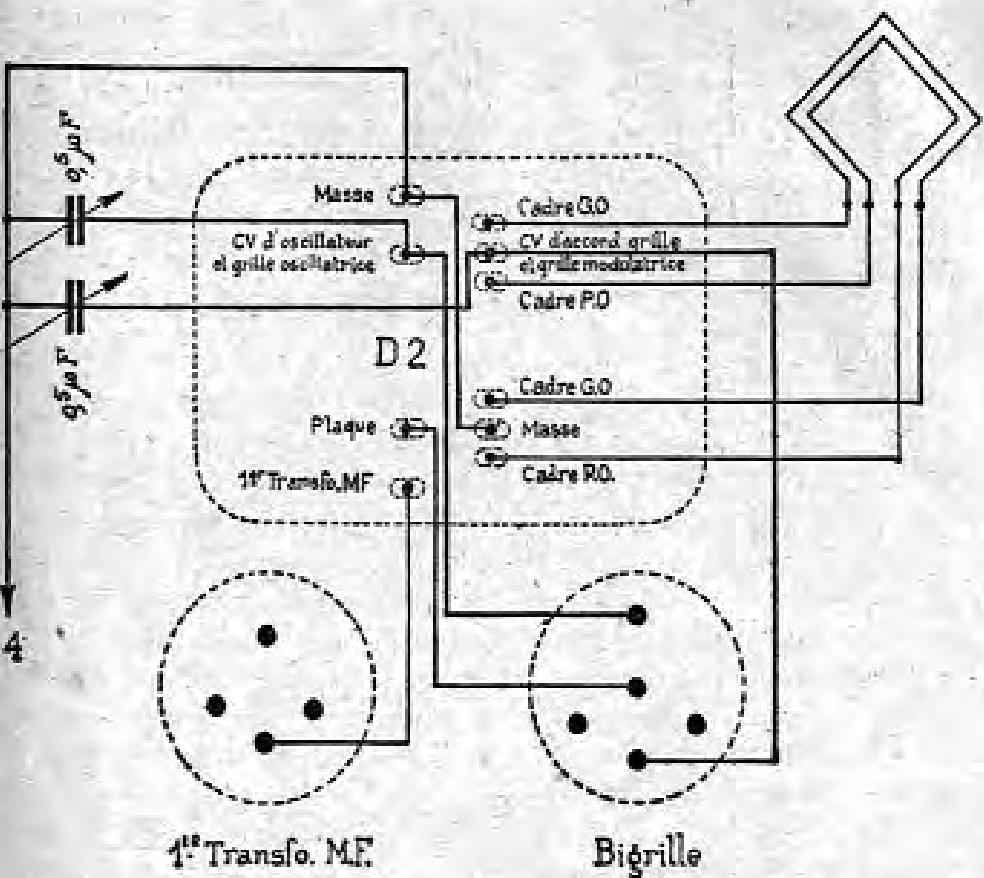 0,5 µF
Masse
Cadre G.O
CV d'oscillateur
et grille oscillatrice
CV d'accord grille
et grille modulatrice
Cadre P.O
0,5 µF
D2
Cadre G.O
Plaque
Masse
1er Transfo. MF
Cadre P.O.
4
1er Transfo. M.F.
Bigrille